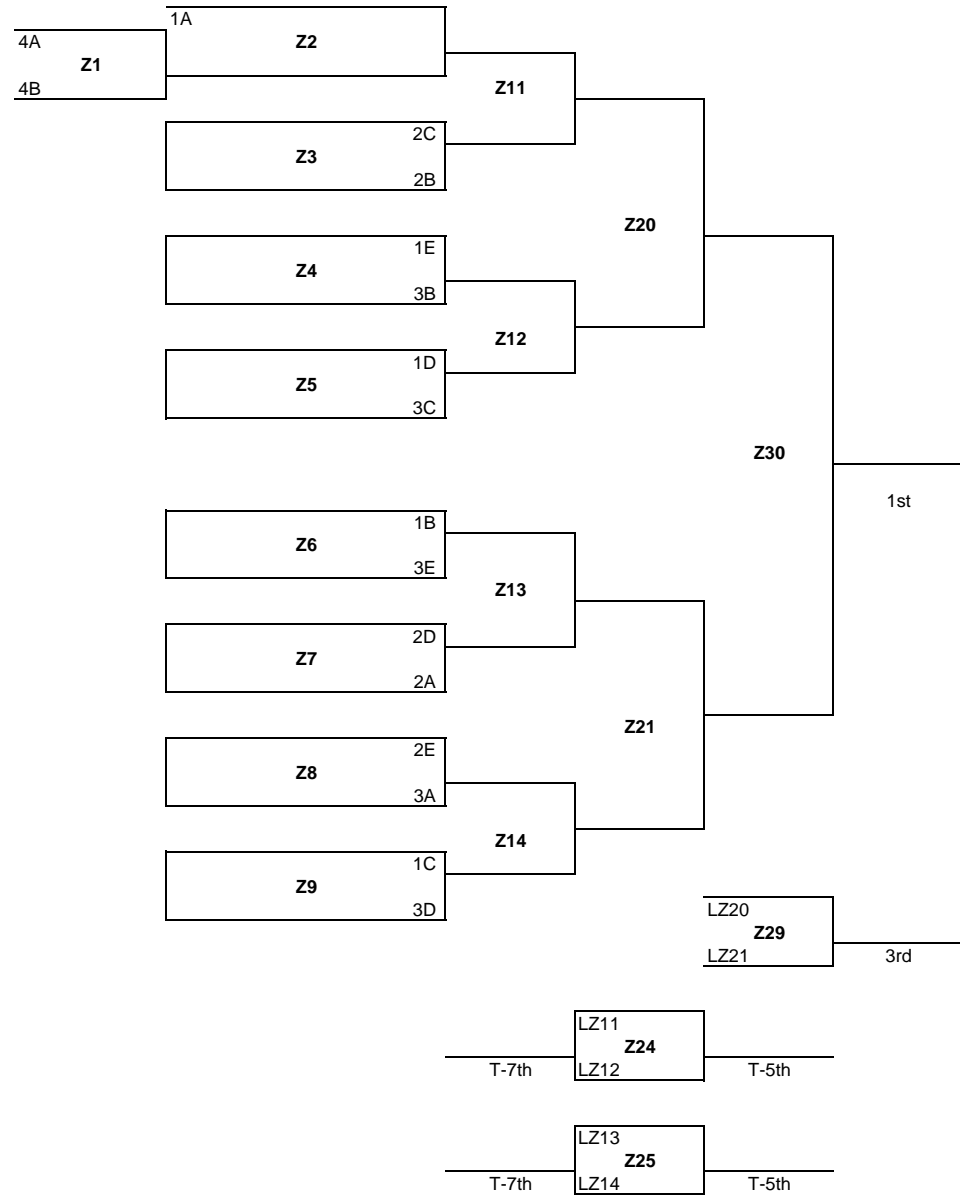 1A
Z2
4A
Z1
4B
Z11
2C
Z3
2B
Z20
1E
Z4
3B
Z12
1D
Z5
3C
Z30
1st
1B
Z6
3E
Z13
2D
Z7
2A
Z21
2E
Z8
3A
Z14
1C
Z9
3D
LZ20
Z29
LZ21
3rd
LZ11
Z24
T-7th LZ12 T-5th
LZ13
Z25
T-7th LZ14 T-5th